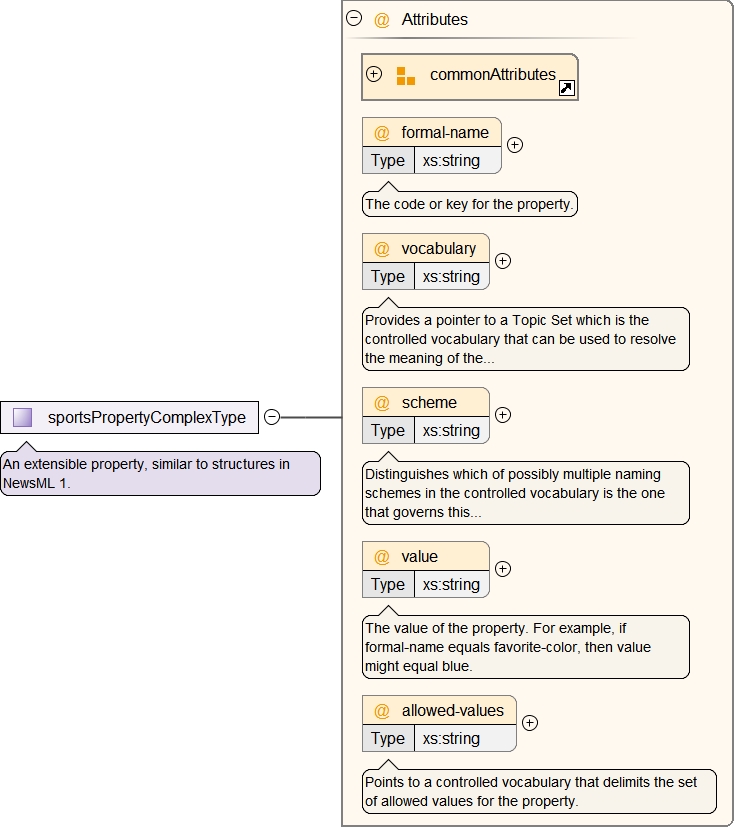 @ Attributes
commonAttributes
@ formal-name
Type xs:string
The code or key for the property.
@ vocabulary
Type xs:string
Provides a pointer to a Topic Set which is the
controlled vocabulary that can be used to resolve
the meaning of the...
sportsPropertyComplexType
An extensible property, similar to structures in
NewsML 1.
@ scheme
Type xs:string
Distinguishes which of possibly multiple naming
schemes in the controlled vocabulary is the one
that governs this...
@ value
Type xs:string
The value of the property. For example, if
formal-name equals favorite-color, then value
might equal blue.
@ allowed-values
Type xs:string
Points to a controlled vocabulary that delimits the set
of allowed values for the property.